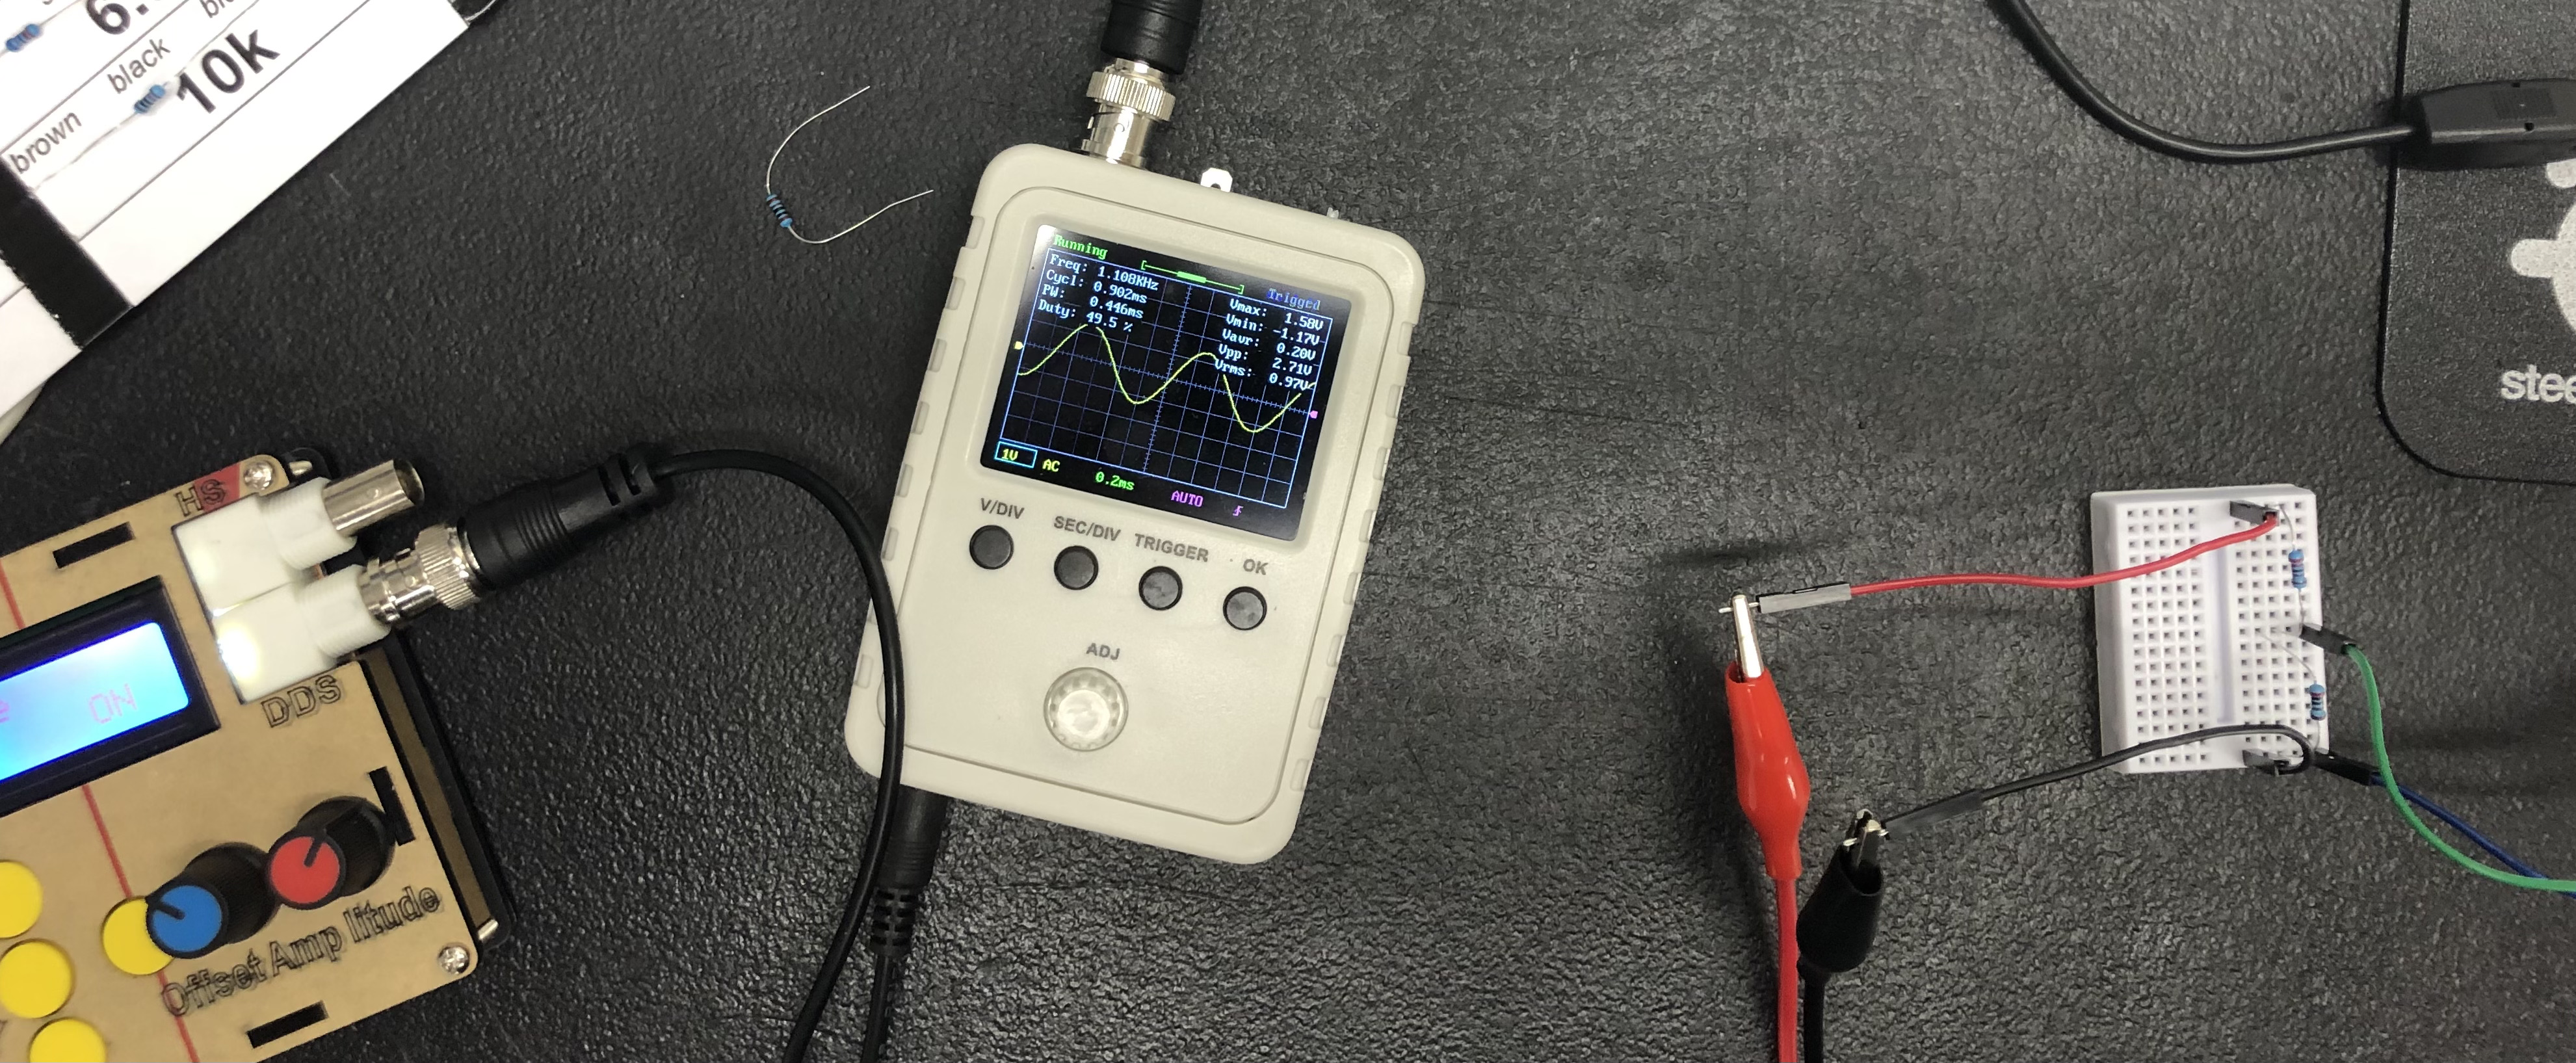 6.
black
10k
brown
Running
Trigged
Freq: 1.108KHz
Cycl: 0.902ms
PW: 0.446ms
Duty: 49.5 %
Vmax: 1.58V
Vmin: -1.17V
Vavr: 0.20V
Vpp: 2.71V
Vrms: 0.97V
1V AC 0.2ms AUTO
V/DIV SEC/DIV TRIGGER OK
ADJ
HS
ON
DDS
Offset Amplitude
stee